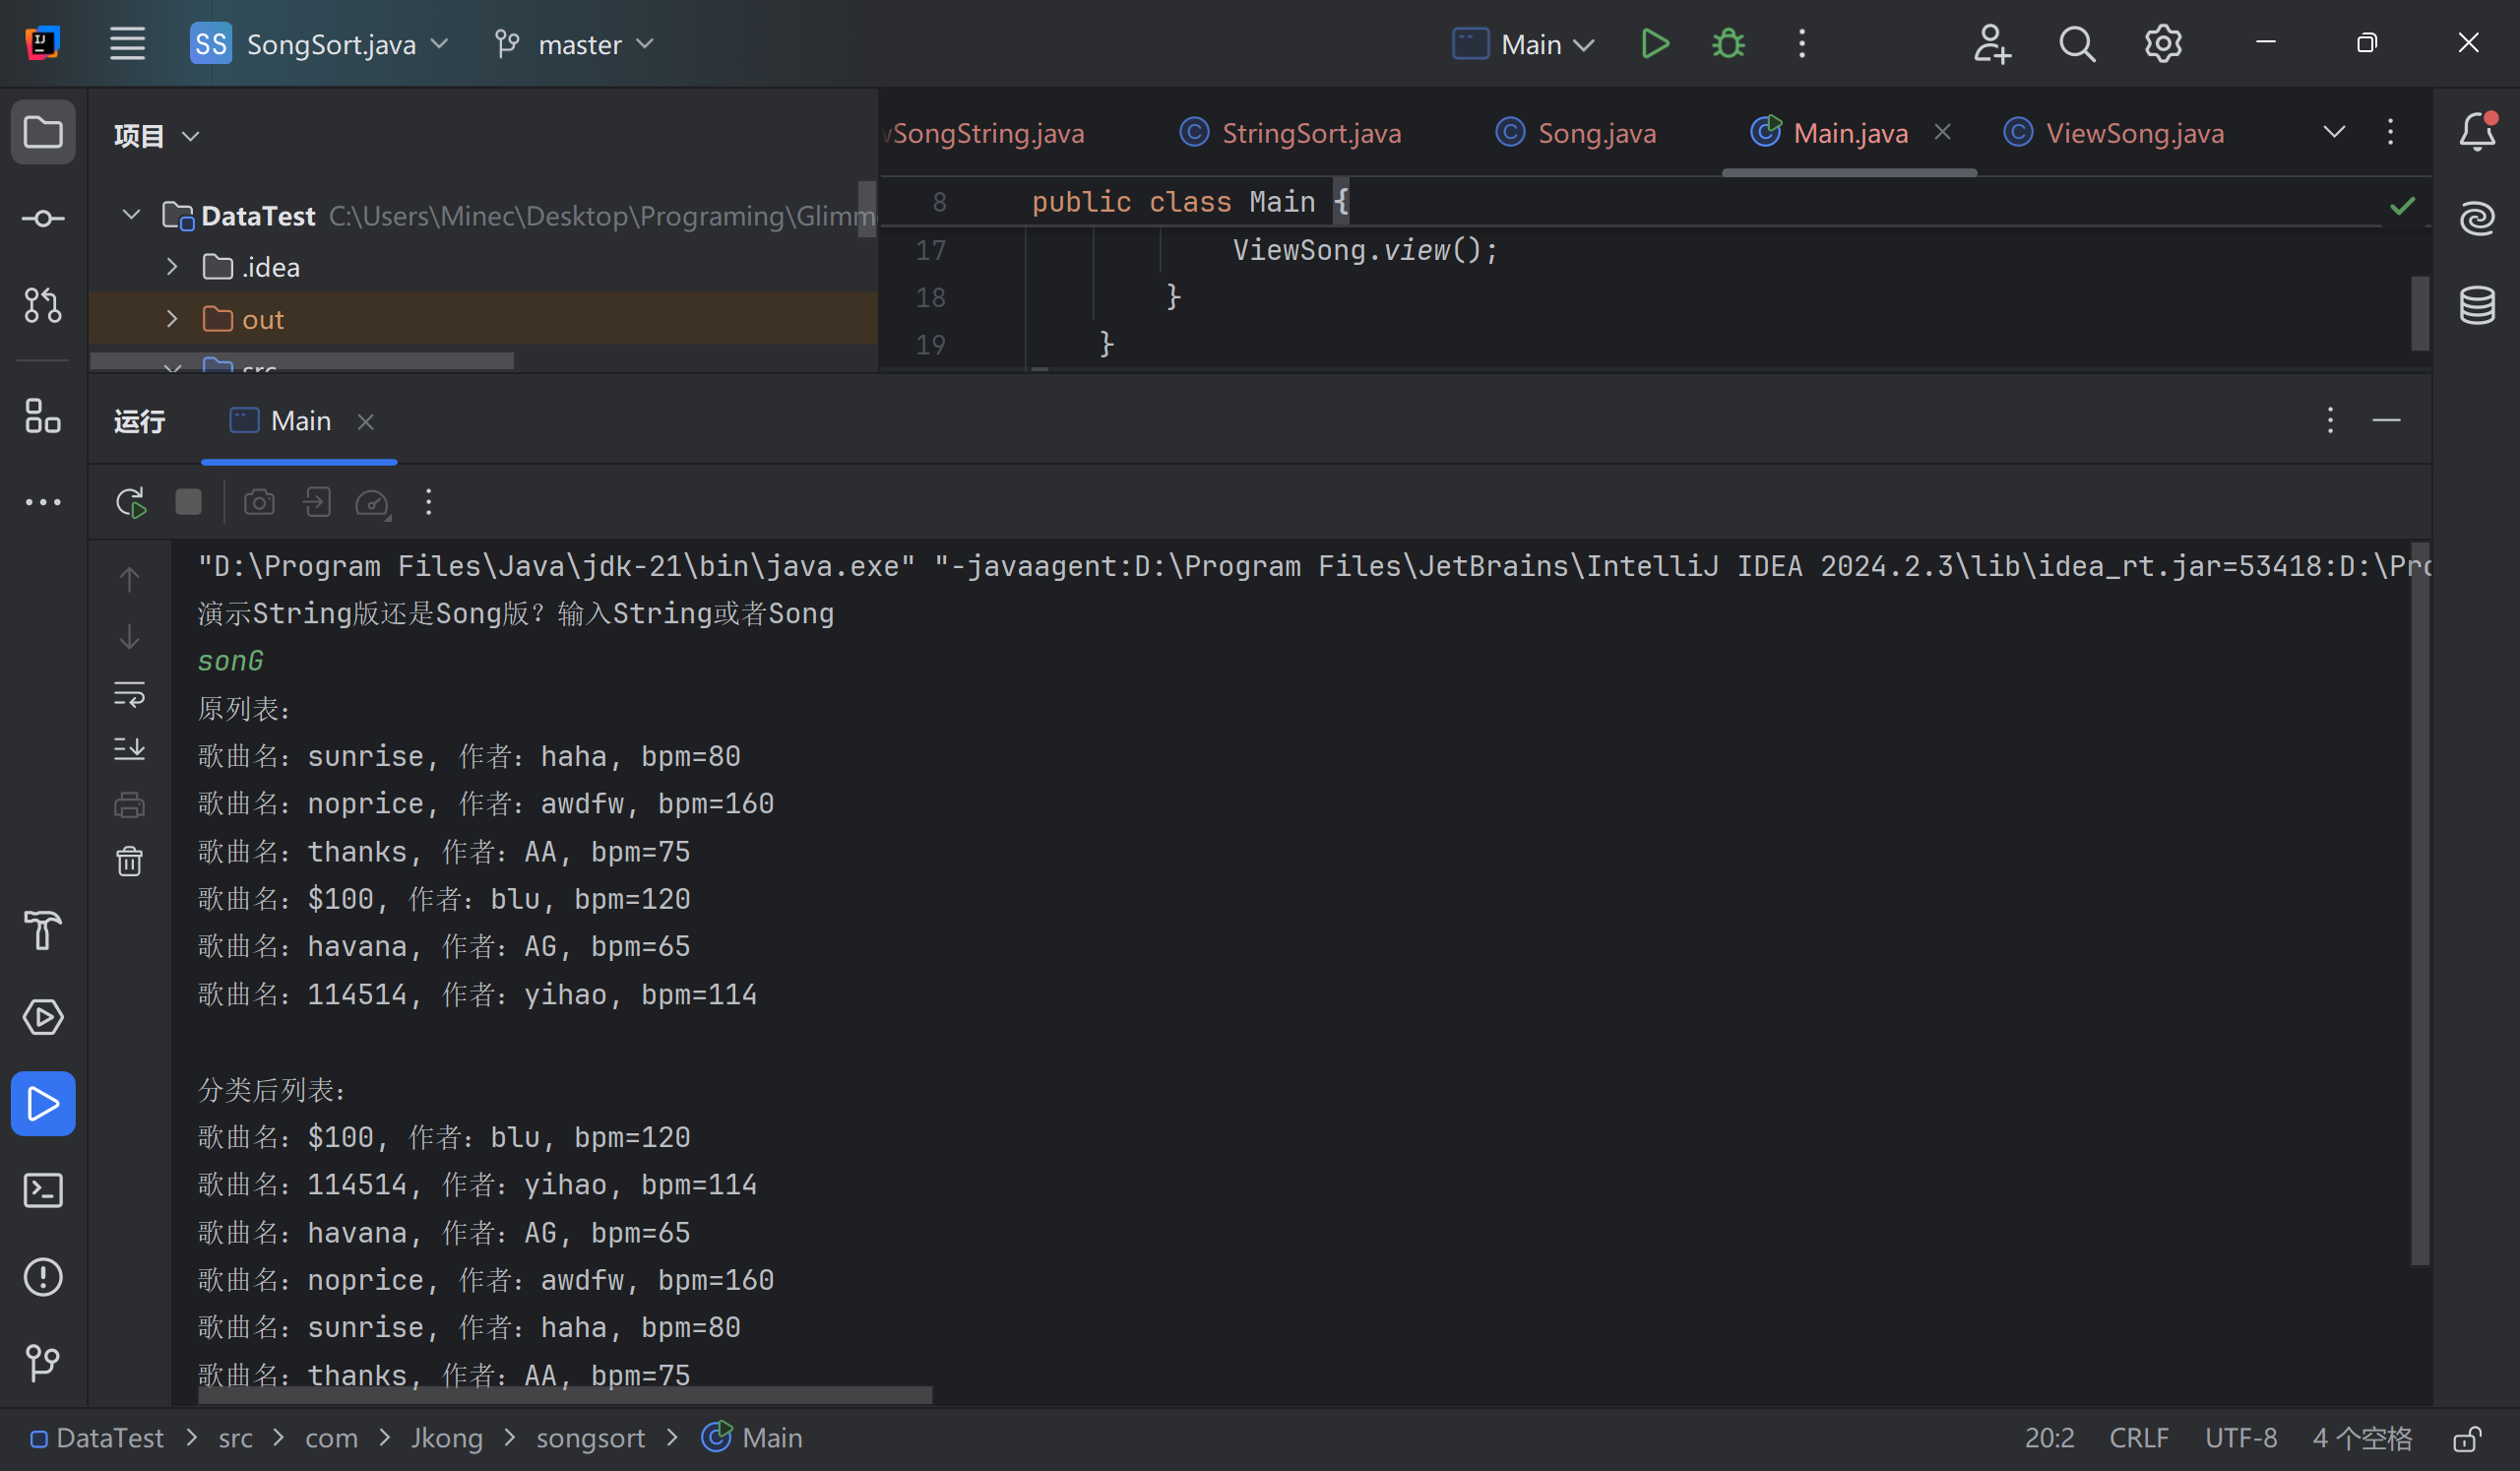 SS SongSort.java master Main
项目
SongString.java StringSort.java Song.java Main.java ViewSong.java
DataTest C:\Users\Minec\Desktop\Programing\Glimm
.idea
out
src
8 public class Main {
17 ViewSong.view();
18 }
19 }
运行 Main
"D:\Program Files\Java\jdk-21\bin\java.exe" "-javaagent:D:\Program Files\JetBrains\IntelliJ IDEA 2024.2.3\lib\idea_rt.jar=53418:D:\Pro
演示String版还是Song版？输入String或者Song
sonG
原列表：
歌曲名：sunrise, 作者：haha, bpm=80
歌曲名：noprice, 作者：awdfw, bpm=160
歌曲名：thanks, 作者：AA, bpm=75
歌曲名：$100, 作者：blu, bpm=120
歌曲名：havana, 作者：AG, bpm=65
歌曲名：114514, 作者：yihao, bpm=114
分类后列表：
歌曲名：$100, 作者：blu, bpm=120
歌曲名：114514, 作者：yihao, bpm=114
歌曲名：havana, 作者：AG, bpm=65
歌曲名：noprice, 作者：awdfw, bpm=160
歌曲名：sunrise, 作者：haha, bpm=80
歌曲名：thanks, 作者：AA, bpm=75
DataTest > src > com > Jkong > songsort > Main 20:2 CRLF UTF-8 4 个空格